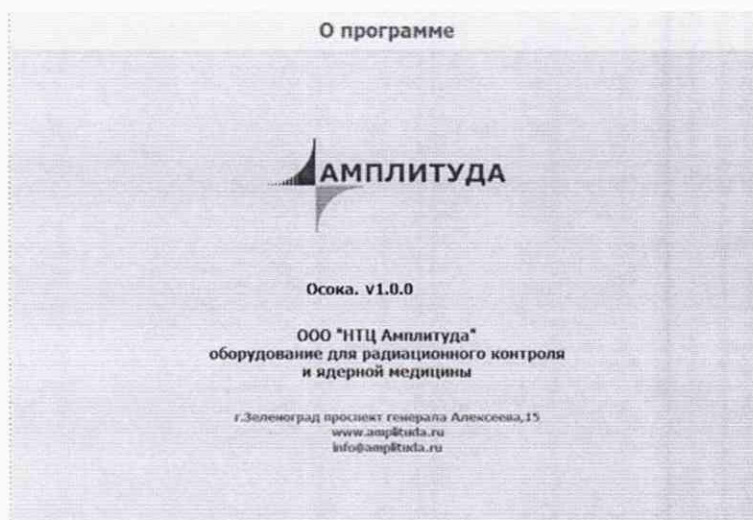 О программе
АМПЛИТУДА
Осока. v1.0.0
ООО "НТЦ Амплитуда"
оборудование для радиационного контроля
и ядерной медицины
г.Зеленоград проспект генерала Алексеева,15
www.amplituda.ru
info@amplituda.ru